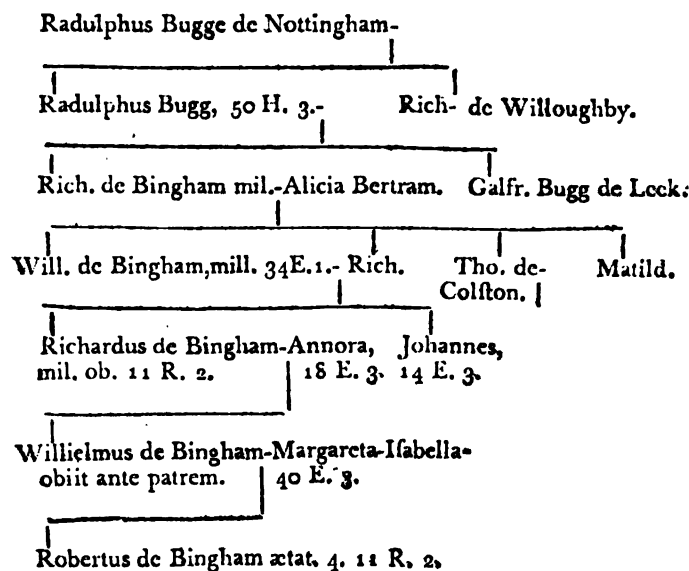 Radulphus Bugge de Nottingham-
Radulphus Bugg, 50 H. 3.- Rich- de Willoughby.
Rich. de Bingham mil.-Alicia Bertram. Galfr. Bugg de Leek.
Will. de Bingham, mill. 34 E. 1.- Rich. Tho. de- Matild.
Colſton.
Richardus de Bingham-Annora, Johannes,
mil. ob. 11 R. 2. 18 E. 3. 14 E. 3.
Willielmus de Bingham-Margareta-Iſabella-
obiit ante patrem. 40 E. 3.
Robertus de Bingham ætat. 4. 11 R. 2,